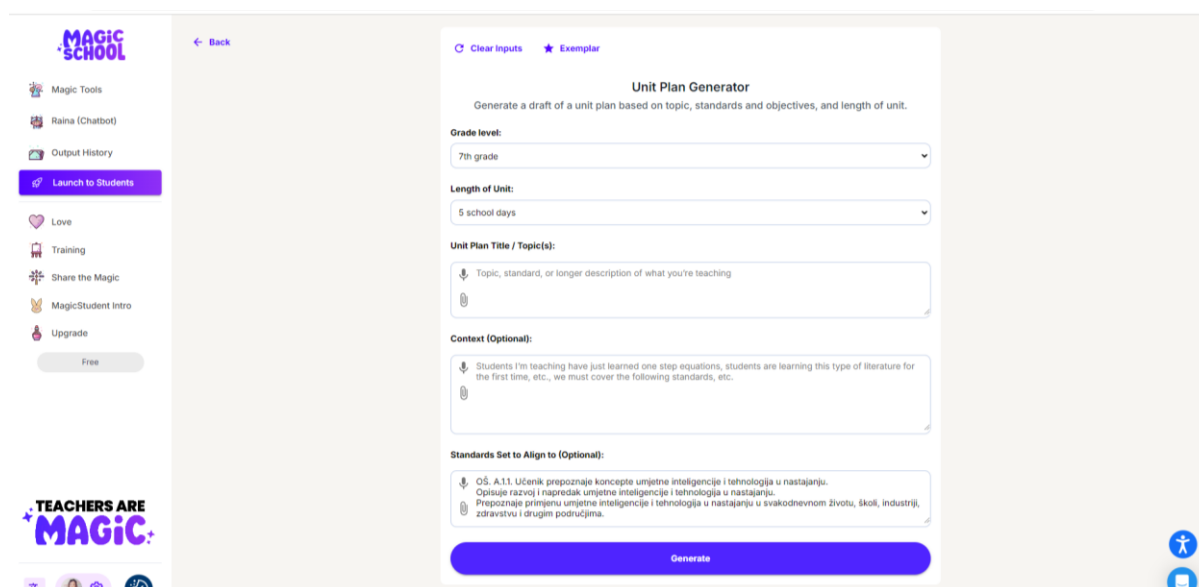 MAGiC
SCHOOL
Magic Tools
Raina (Chatbot)
Output History
Launch to Students
Love
Training
Share the Magic
MagicStudent Intro
Upgrade
Free
TEACHERS ARE
MAGiC
Back
Clear Inputs
Exemplar
Unit Plan Generator
Generate a draft of a unit plan based on topic, standards and objectives, and length of unit.
Grade level:
7th grade
Length of Unit:
5 school days
Unit Plan Title / Topic(s):
Topic, standard, or longer description of what you're teaching
Context (Optional):
Students I'm teaching have just learned one step equations, students are learning this type of literature for
the first time, etc., we must cover the following standards, etc.
Standards Set to Align to (Optional):
OŠ. A.1.1. Učenik prepoznaje koncepte umjetne inteligencije i tehnologija u nastajanju.
Opisuje razvoj i napredak umjetne inteligencije i tehnologija u nastajanju.
Prepoznaje primjenu umjetne inteligencije i tehnologija u nastajanju u svakodnevnom životu, školi, industriji,
zdravstvu i drugim područjima.
Generate